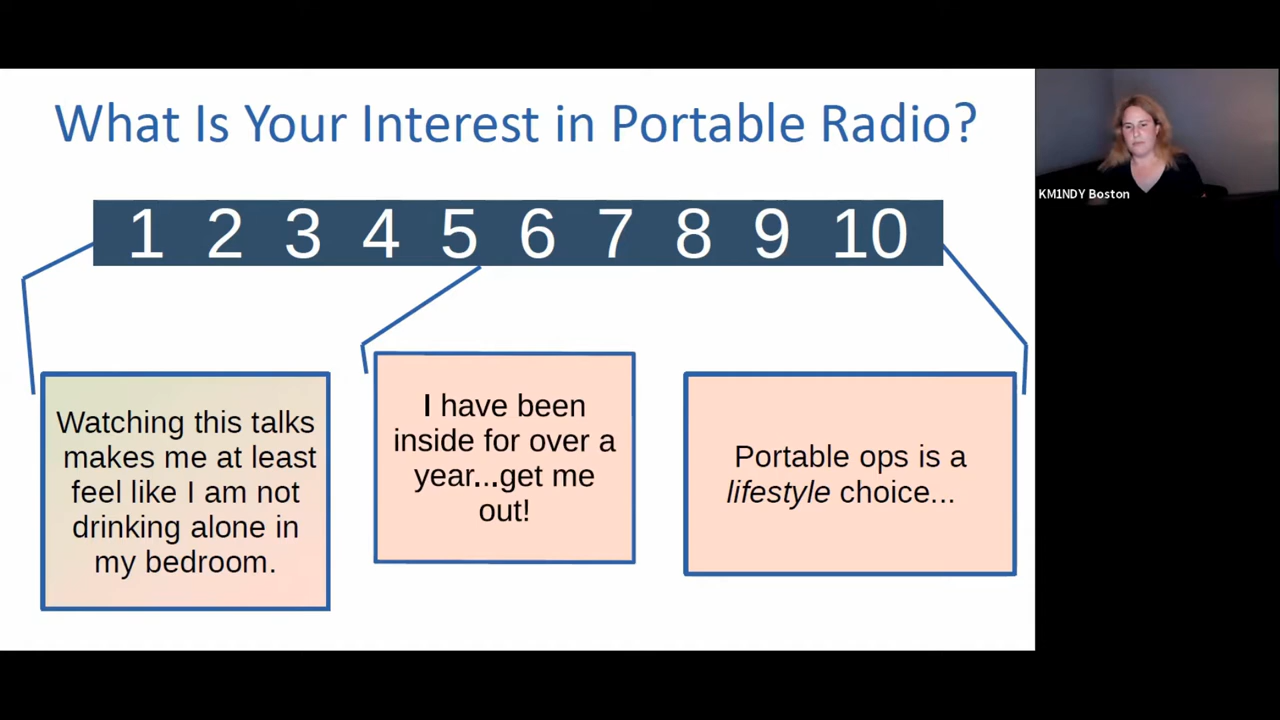 What Is Your Interest in Portable Radio?
KM1NDY Boston
1 2 3 4 5 6 7 8 9 10
Watching this talks
makes me at least
feel like I am not
drinking alone in
my bedroom.
I have been
inside for over a
year...get me
out!
Portable ops is a
lifestyle choice...